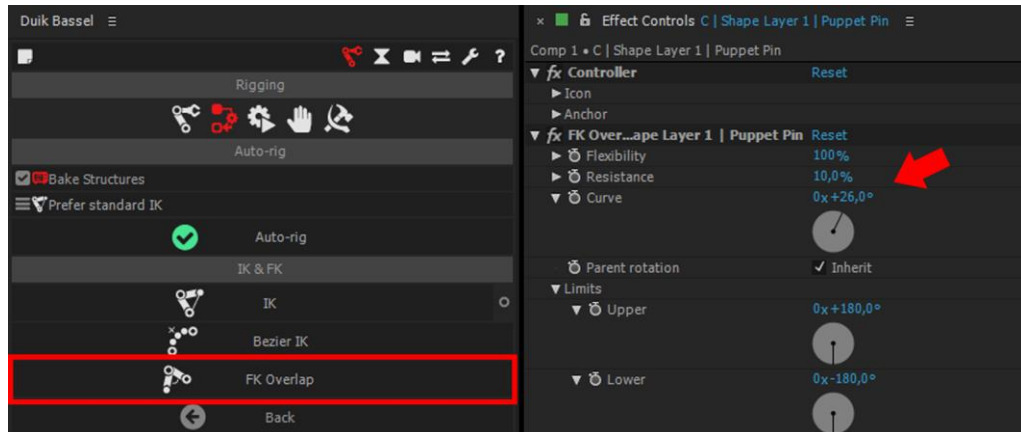 Duik Bassel
?
Rigging
Auto-rig
Bake Structures
Prefer standard IK
Auto-rig
IK & FK
IK
Bezier IK
FK Overlap
Back
× Effect Controls C | Shape Layer 1 | Puppet Pin
Comp 1 • C | Shape Layer 1 | Puppet Pin
fx Controller Reset
Icon
Anchor
fx FK Over...ape Layer 1 | Puppet Pin Reset
Flexibility 100%
Resistance 10,0%
Curve 0x+26,0°
Parent rotation Inherit
Limits
Upper 0x+180,0°
Lower 0x-180,0°